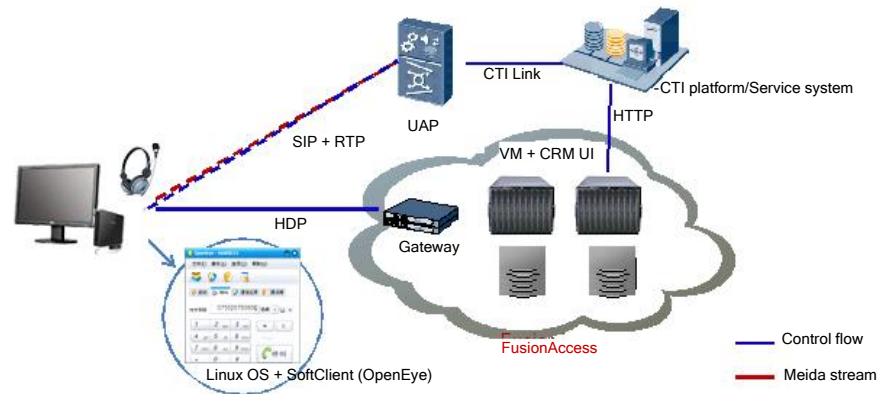 CTI Link
CTI platform/Service system
UAP
HTTP
SIP + RTP
VM + CRM UI
HDP
Gateway
FusionAccess
Control flow
Linux OS + SoftClient (OpenEye)
Meida stream